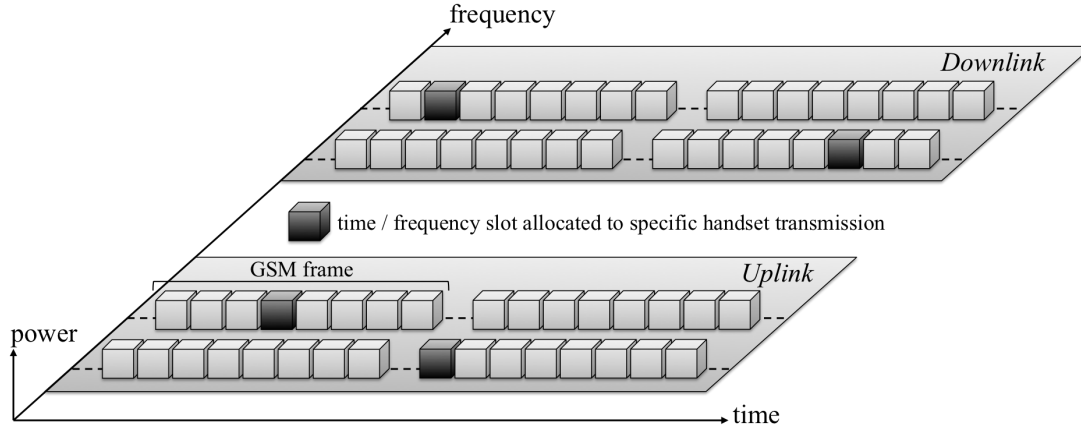 frequency
Downlink
time / frequency slot allocated to specific handset transmission
GSM frame
Uplink
power
time